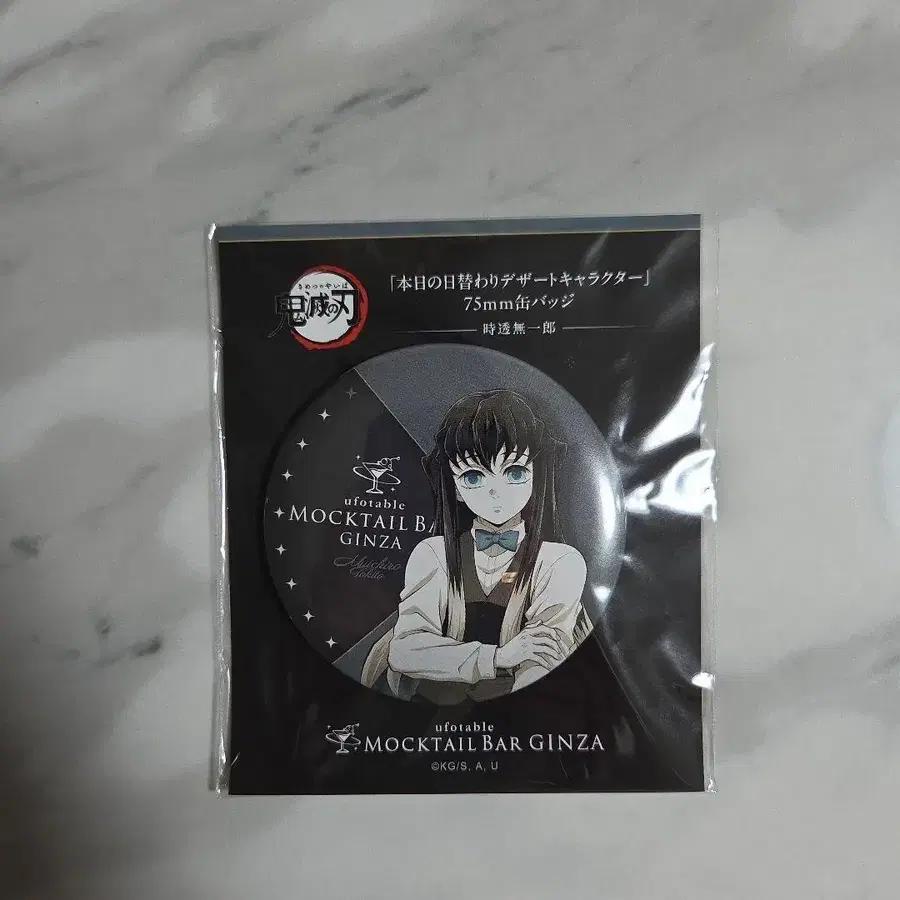 きめつのやいば
鬼滅の刃
「本日の日替わりデザートキャラクター」
75mm缶バッジ
時透無一郎
ufotable
MOCKTAIL BA
GINZA
Muichiro
Tokito
ufotable
MOCKTAIL BAR GINZA
©KG/S, A, U